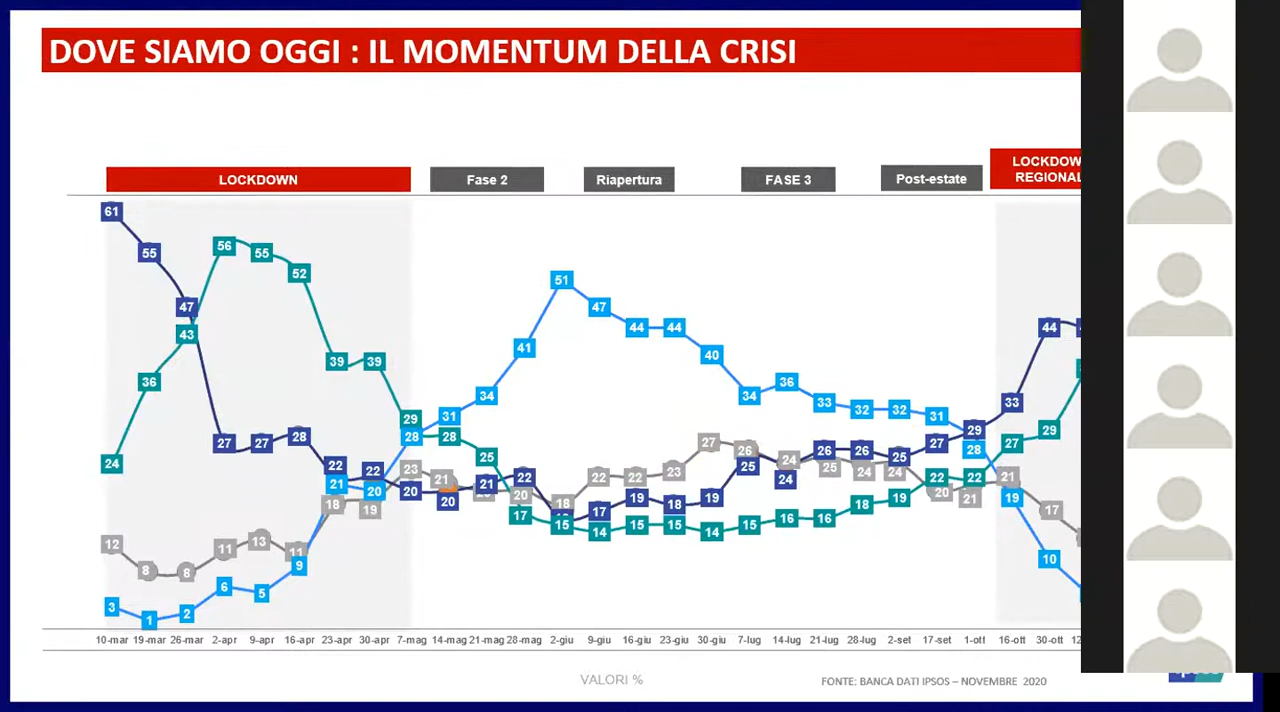 DOVE SIAMO OGGI : IL MOMENTUM DELLA CRISI
LOCKDOWN
Fase 2
Riapertura
FASE 3
Post-estate
LOCKDOW
REGIONAL
61 55 47 27 27 28 22 22 20 20 21 22 17 19 18 19 25 24 26 26 25 27 29 33 44
24 36 43 56 55 52 39 39 29 28 25 17 15 14 15 15 14 15 16 16 18 19 22 22 27 29
3 1 2 6 5 9 21 20 28 31 34 41 51 47 44 44 40 34 36 33 32 32 31 28 19 10
12 8 8 11 13 11 18 19 23 21 20 18 22 22 23 27 26 24 25 24 24 20 21 21 17
10-mar 19-mar 26-mar 2-apr 9-apr 16-apr 23-apr 30-apr 7-mag 14-mag 21-mag 28-mag 2-giu 9-giu 16-giu 23-giu 30-giu 7-lug 14-lug 21-lug 28-lug 2-set 17-set 1-ott 16-ott 30-ott 12
VALORI %
FONTE: BANCA DATI IPSOS – NOVEMBRE 2020